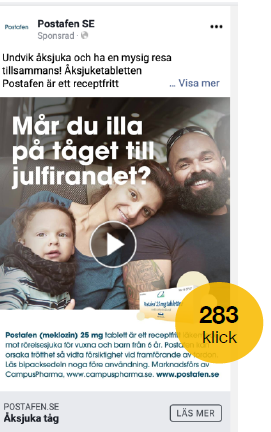 Postafen
Postafen SE
Sponsrad ·
Undvik åksjuka och ha en mysig resa
tillsammans! Åksjuketabletten
Postafen är ett receptfritt
... Visa mer
Mår du illa
på tåget till
julfirandet?
283
klick
Postafen (meklozin) 25 mg tablett är ett receptfritt
mot rörelsesjuka för vuxna och barn från 6 år. Postafen
orsaka trötthet så vidta försiktighet vid framförande av
Läs bipacksedeln noga före användning. Marknadsförs av
CampusPharma, www.campuspharma.se. www.postafen.se
POSTAFEN.SE
Åksjuka tåg
LÄS MER